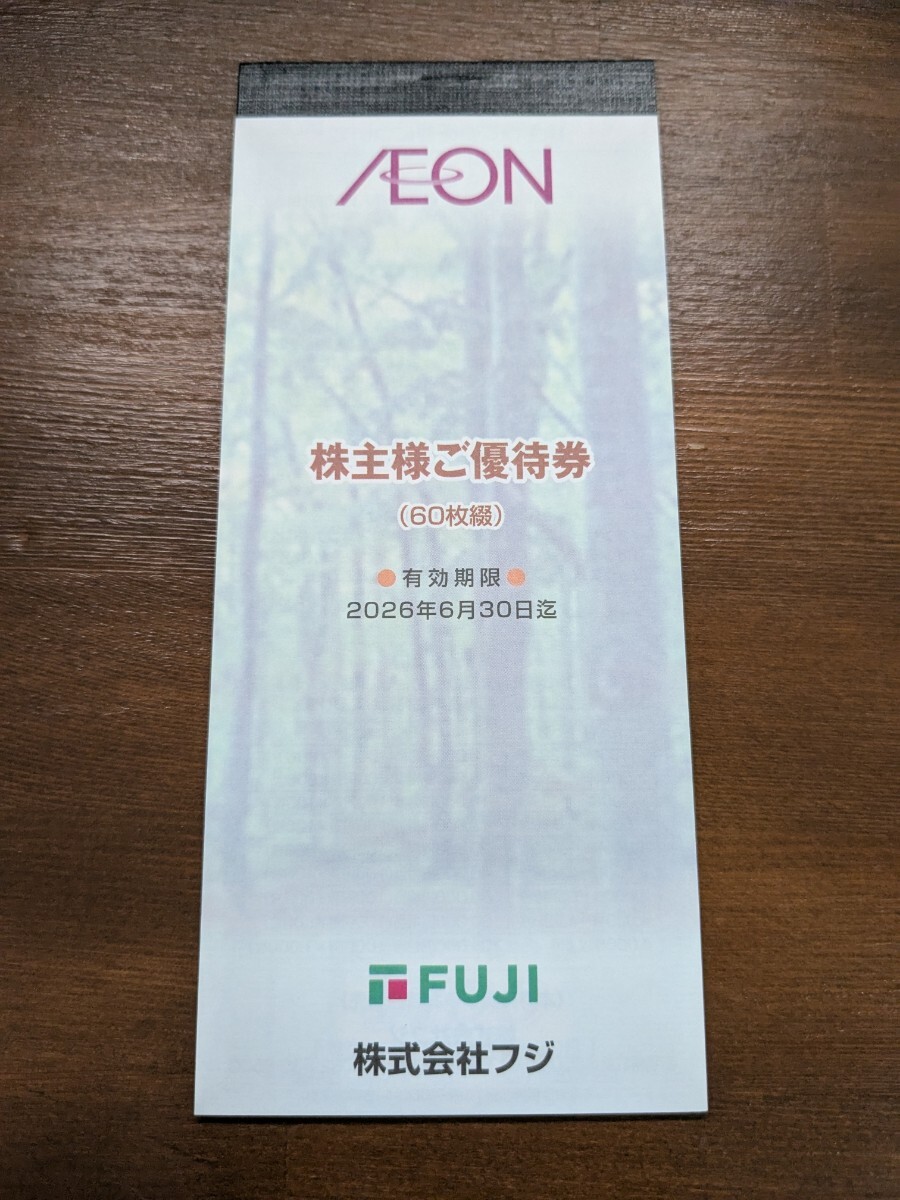 ÆON
株主様ご優待券
（60枚綴）
●有効期限●
2026年6月30日迄
FUJI
株式会社フジ